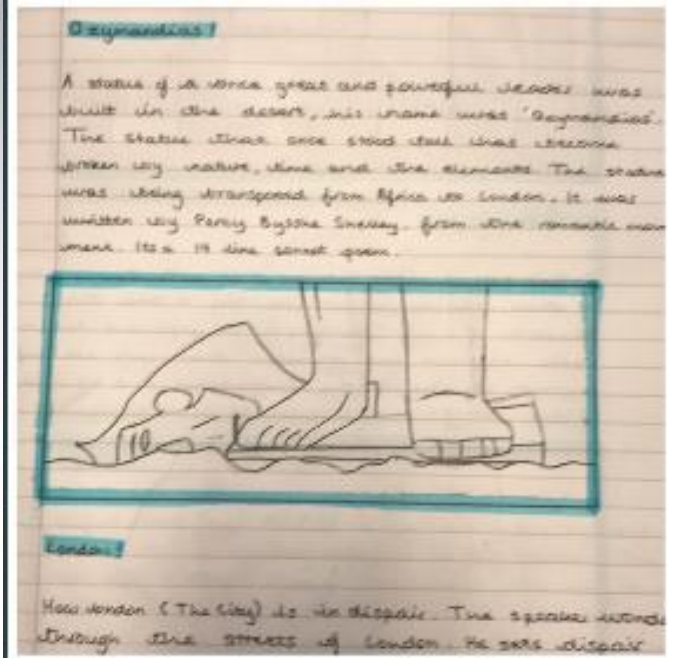 Ozymandias!
A statue of a once great and powerful leader was
built in the desert, his name was 'Ozymandias'.
The statue that once stood tall has become
broken by nature, time and the elements. The statue
was being transported from Africa to London. It was
written by Percy Bysshe Shelley, from the romantic mov
ment. Its a 14 line sonnet poem.
London!
How London (The City) is in dispair. The speaker
through the streets of London. He sees dispair